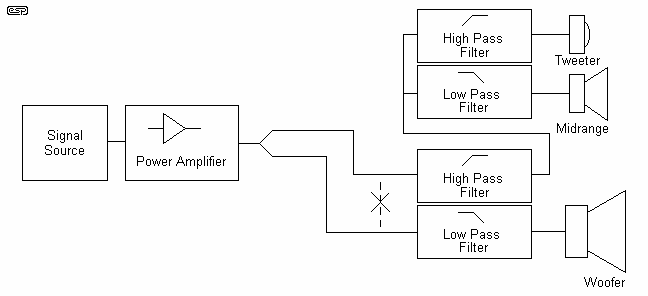 esp
High Pass
Filter
Tweeter
Low Pass
Filter
Midrange
Signal
Source
Power Amplifier
High Pass
Filter
Low Pass
Filter
Woofer